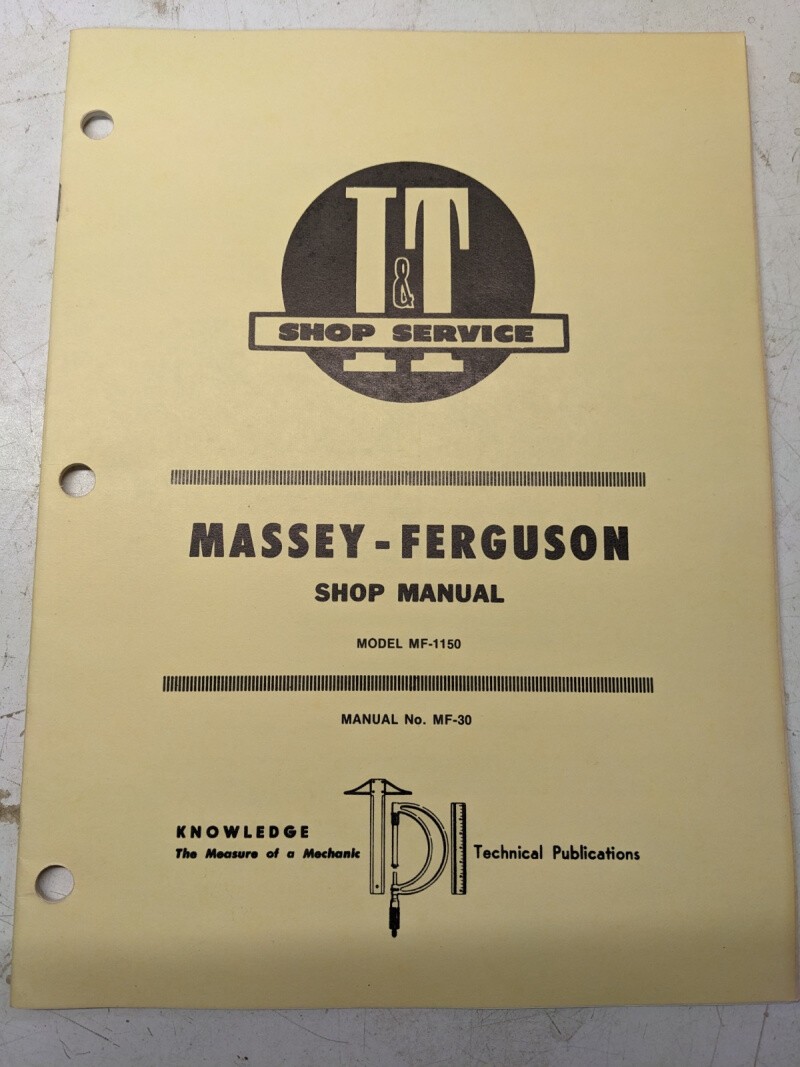 I&T
SHOP SERVICE
MASSEY-FERGUSON
SHOP MANUAL
MODEL MF-1150
MANUAL No. MF-30
KNOWLEDGE
The Measure of a Mechanic
TPI
Technical Publications